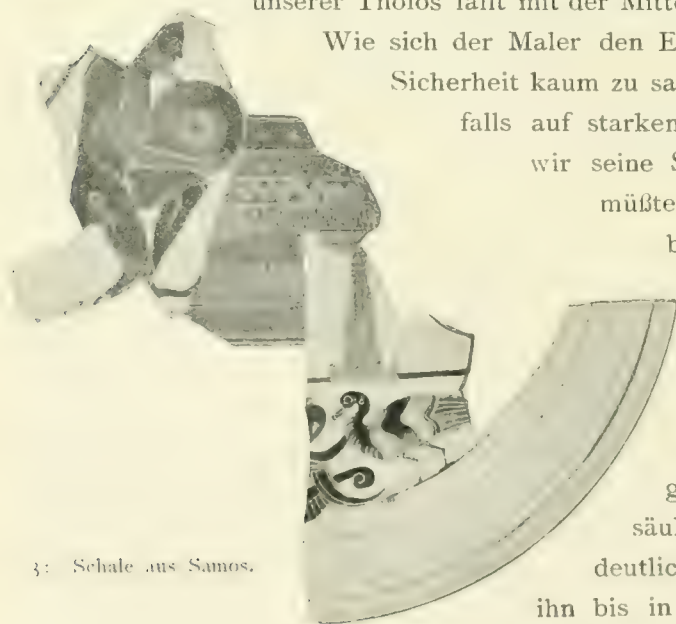 unserer Tholos fällt mit der Mitte
Wie sich der Maler den E
Sicherheit kaum zu sa
falls auf starken
wir seine S
müßte
b
g
säul
deutlic
ihn bis in
3: Schale aus Samos.